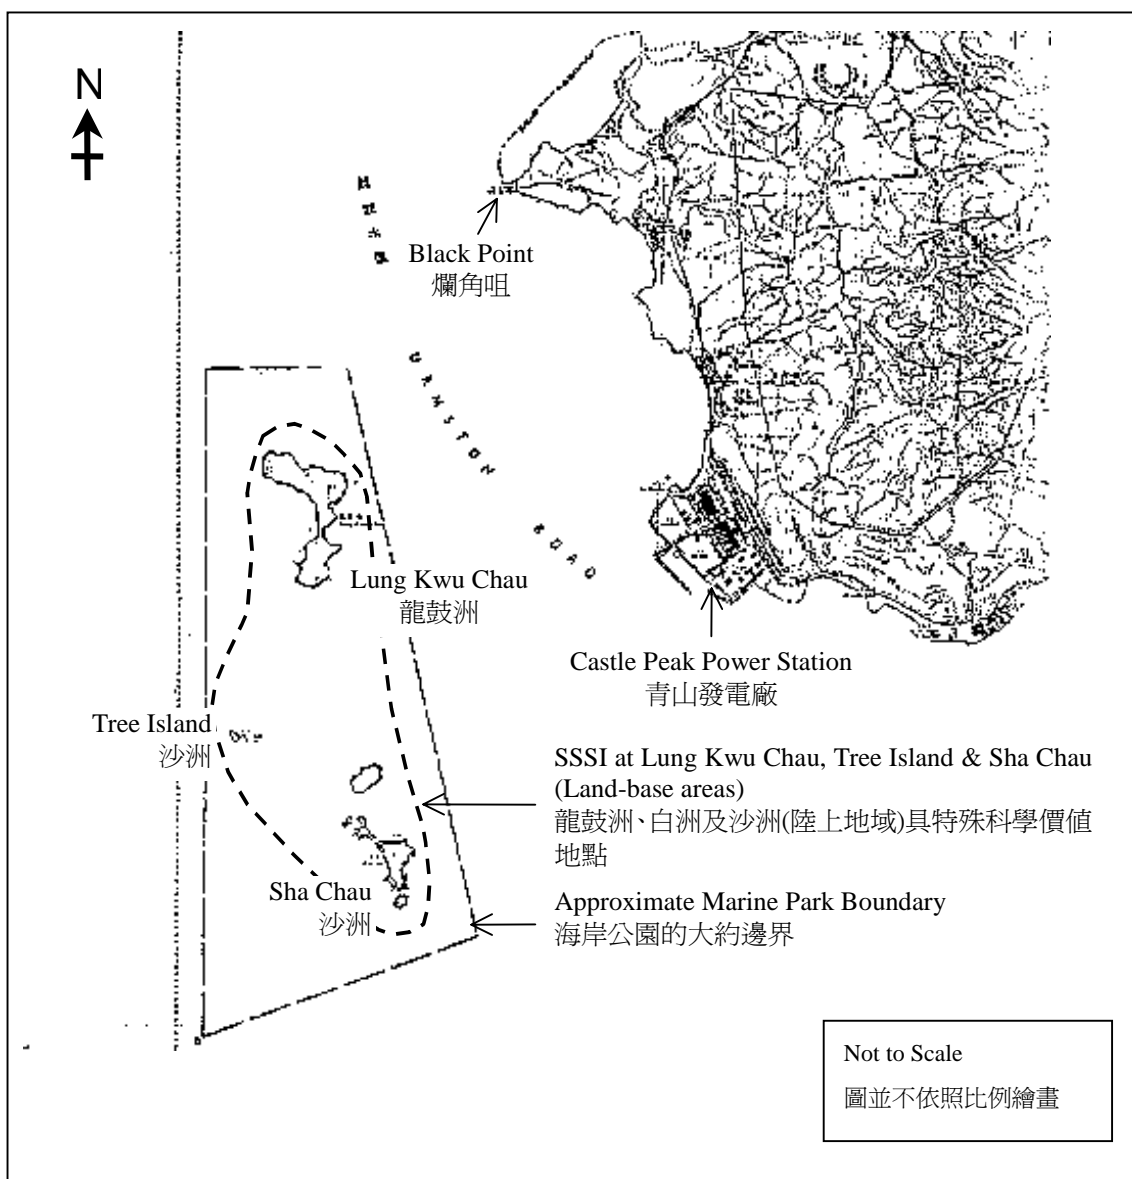 N
Black Point
爛角咀
URMSTON
ROAD
Lung Kwu Chau
龍鼓洲
Castle Peak Power Station
青山發電廠
Tree Island
沙洲
SSSI at Lung Kwu Chau, Tree Island & Sha Chau
(Land-base areas)
龍鼓洲、白洲及沙洲(陸上地域)具特殊科學價值
地點
Sha Chau
沙洲
Approximate Marine Park Boundary
海岸公園的大約邊界
Not to Scale
圖並不依照比例繪畫